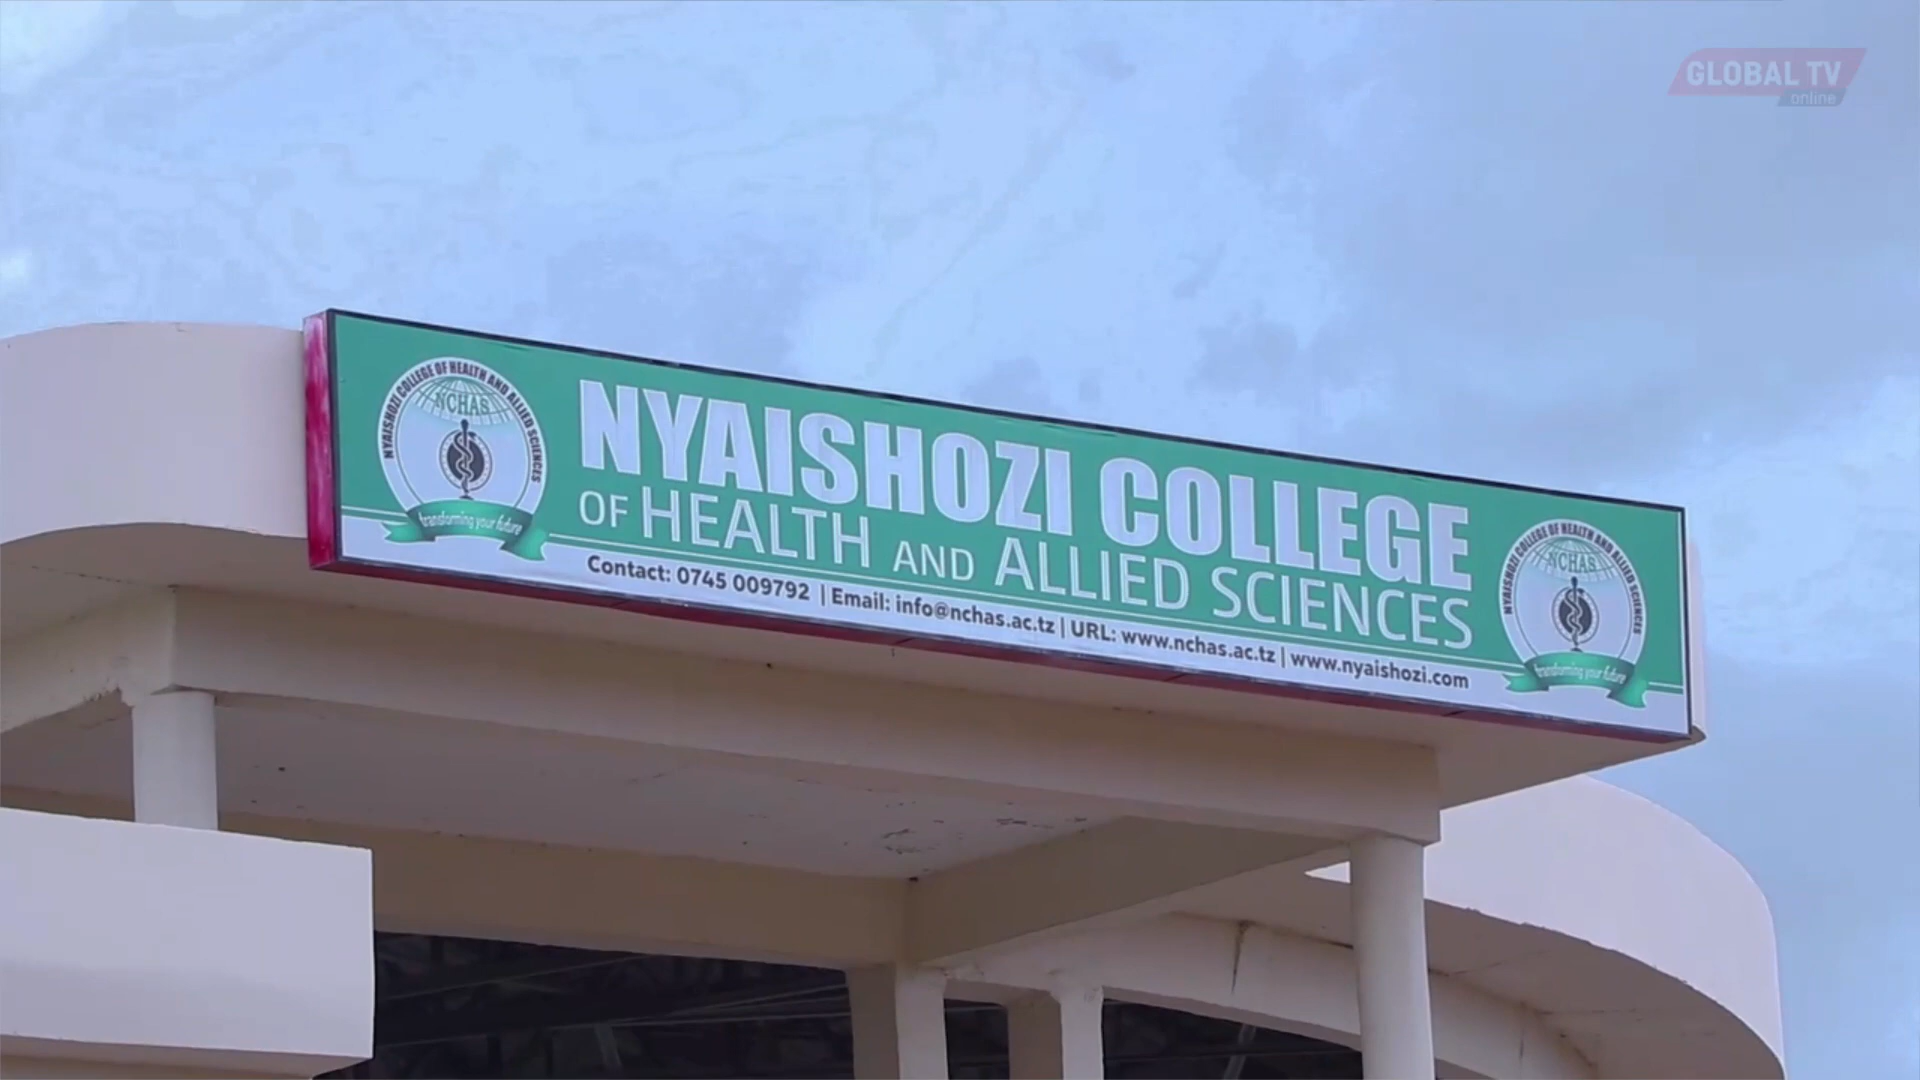 GLOBAL TV
online
NYAISHOZI COLLEGE OF HEALTH AND ALLIED SCIENCES
NCHAS
transforming your future
NYAISHOZI COLLEGE
OF HEALTH AND ALLIED SCIENCES
Contact: 0745 009792 | Email: info@nchas.ac.tz | URL: www.nchas.ac.tz | www.nyaishozi.com
NYAISHOZI COLLEGE OF HEALTH AND ALLIED SCIENCES
NCHAS
transforming your future